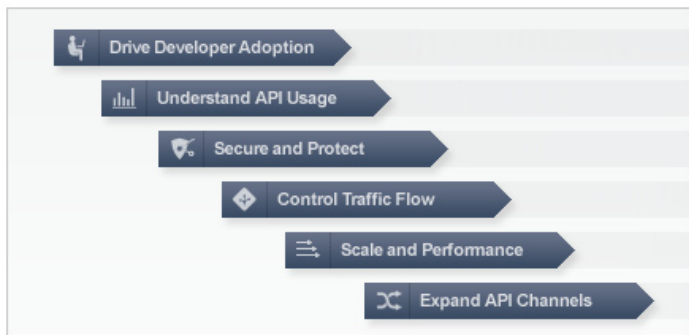 Drive Developer Adoption
Understand API Usage
Secure and Protect
Control Traffic Flow
Scale and Performance
Expand API Channels